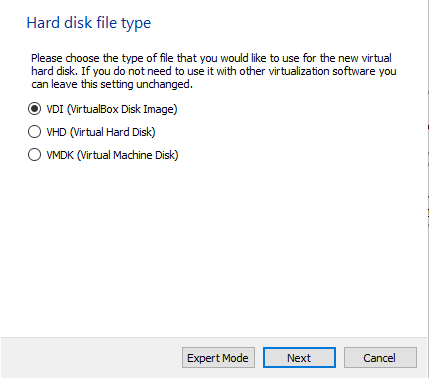 Hard disk file type
Please choose the type of file that you would like to use for the new virtual
hard disk. If you do not need to use it with other virtualization software you
can leave this setting unchanged.
VDI (VirtualBox Disk Image)
VHD (Virtual Hard Disk)
VMDK (Virtual Machine Disk)
Expert Mode
Next
Cancel